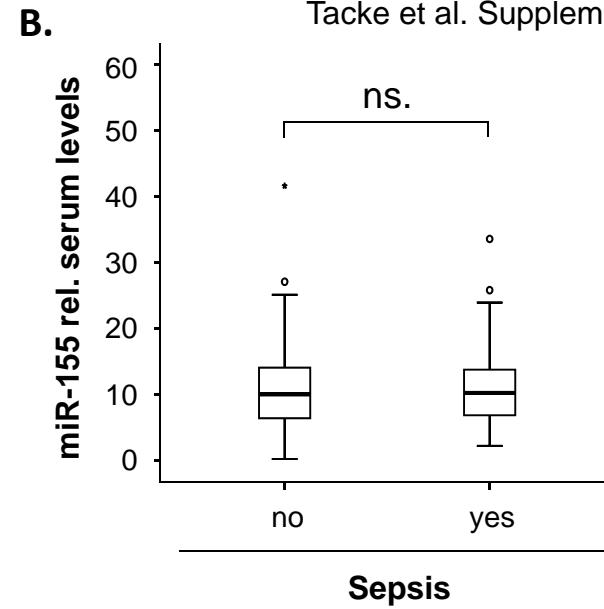 Tacke et al. Supplem
B.
miR-155 rel. serum levels
60
50
40
30
20
10
0
ns.
no yes
Sepsis